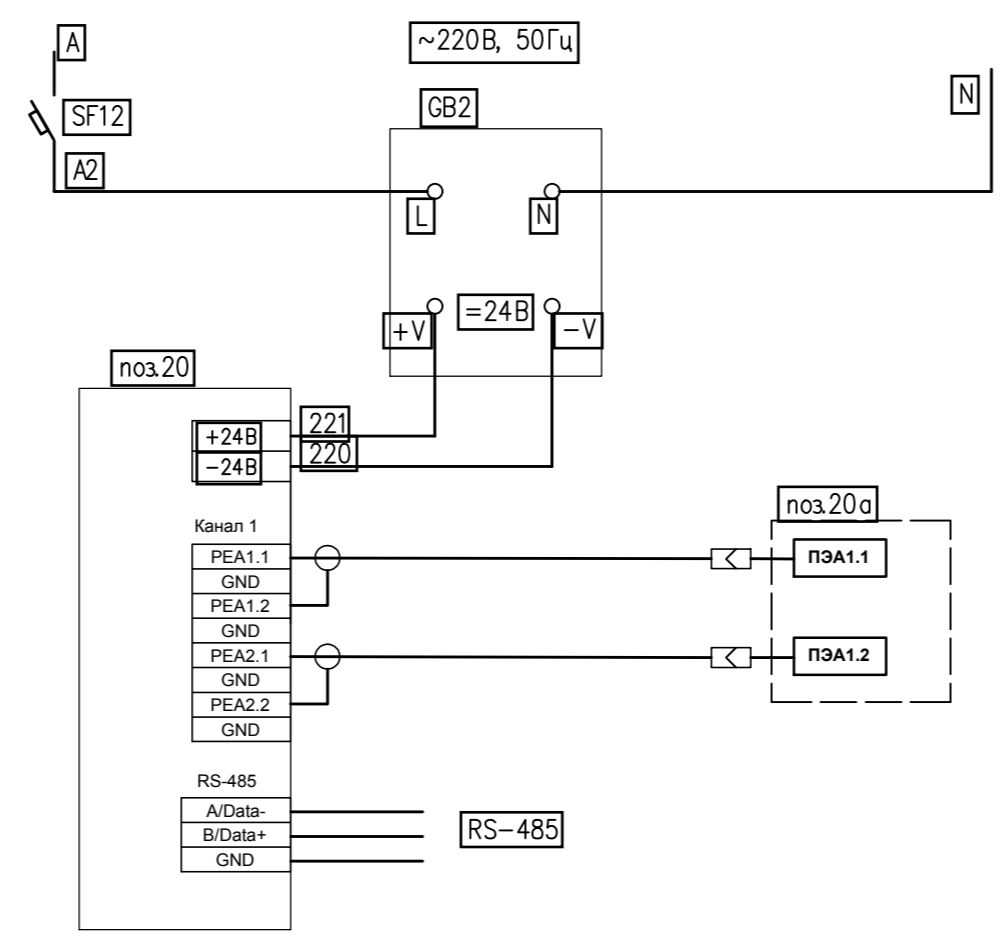 A
~220В, 50Гц
N
SF12
GB2
A2
L
N
=24В
+V
-V
поз.20
221
+24В
220
-24В
поз.20а
Канал 1
PEA1.1
ПЭА1.1
GND
PEA1.2
GND
PEA2.1
ПЭА1.2
GND
PEA2.2
GND
RS-485
A/Data-
B/Data+
RS-485
GND